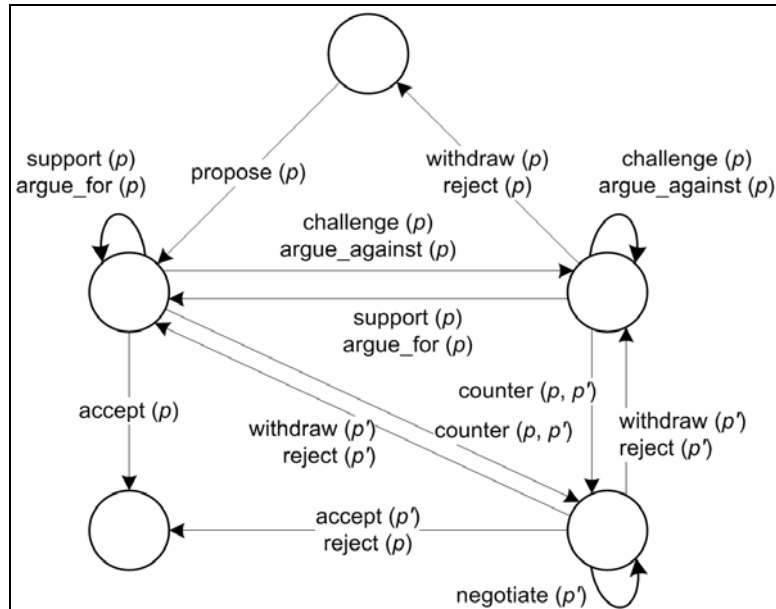 support (p)
argue_for (p)
propose (p)
withdraw (p)
reject (p)
challenge (p)
argue_against (p)
challenge (p)
argue_against (p)
support (p)
argue_for (p)
accept (p)
withdraw (p')
reject (p')
counter (p, p')
counter (p, p')
withdraw (p')
reject (p')
accept (p')
reject (p)
negotiate (p')